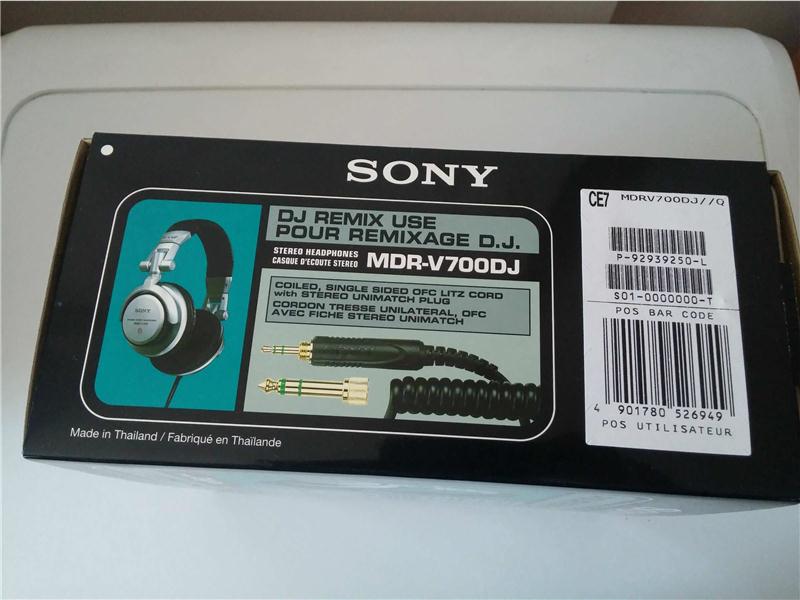 SONY
DJ REMIX USE
POUR REMIXAGE D.J.
STEREO HEADPHONES
CASQUE D'ECOUTE STEREO
MDR-V700DJ
COILED, SINGLE SIDED OFC LITZ CORD
with STEREO UNIMATCH PLUG
CORDON TRESSE UNILATERAL, OFC
AVEC FICHE STEREO UNIMATCH
SONY
Made in Thailand / Fabriqué en Thaïlande
CE7 MDRV700DJ//Q
P-92939250-L
S01-0000000-T
POS BAR CODE
4 901780 526949
POS UTILISATEUR